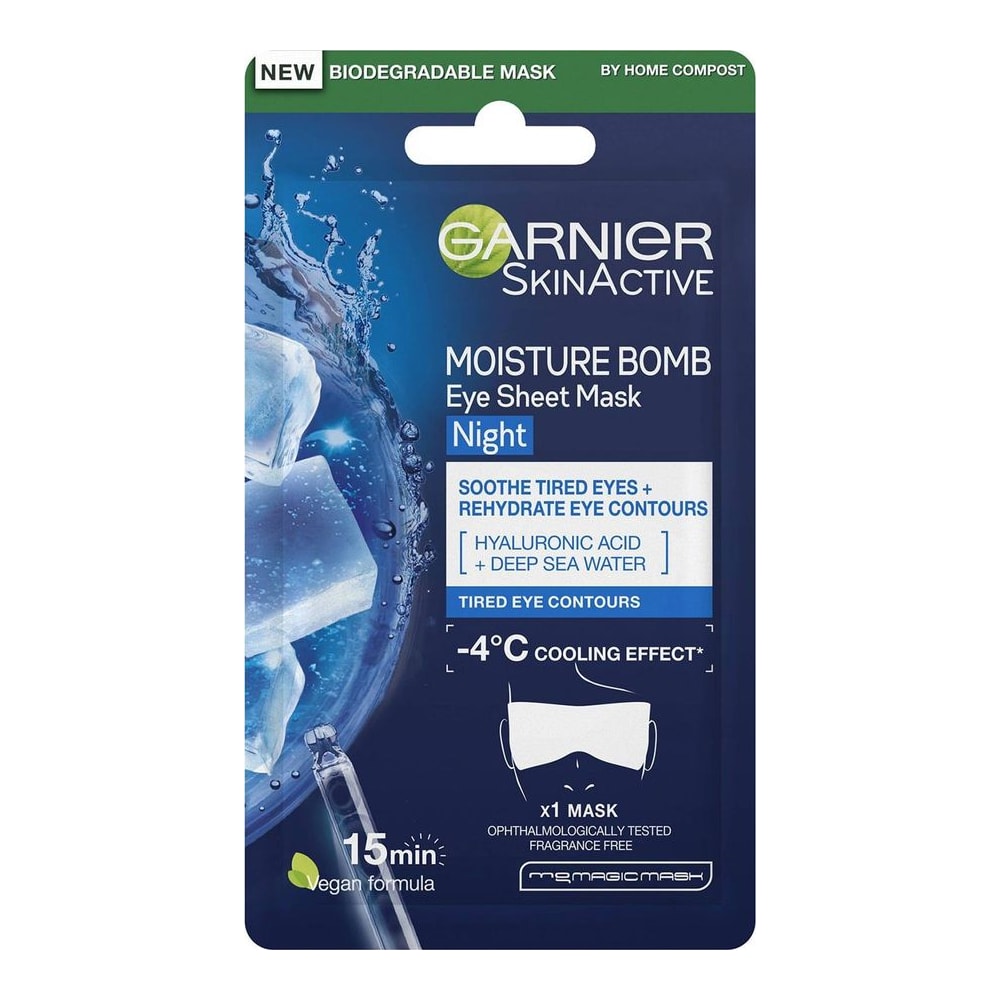 NEW BIODEGRADABLE MASK BY HOME COMPOST
GARNIER
SKINACTIVE
MOISTURE BOMB
Eye Sheet Mask
Night
SOOTHE TIRED EYES +
REHYDRATE EYE CONTOURS
HYALURONIC ACID
+ DEEP SEA WATER
TIRED EYE CONTOURS
-4°C COOLING EFFECT*
x1 MASK
OPHTHALMOLOGICALLY TESTED
FRAGRANCE FREE
MAGICMASK
15min
Vegan formula